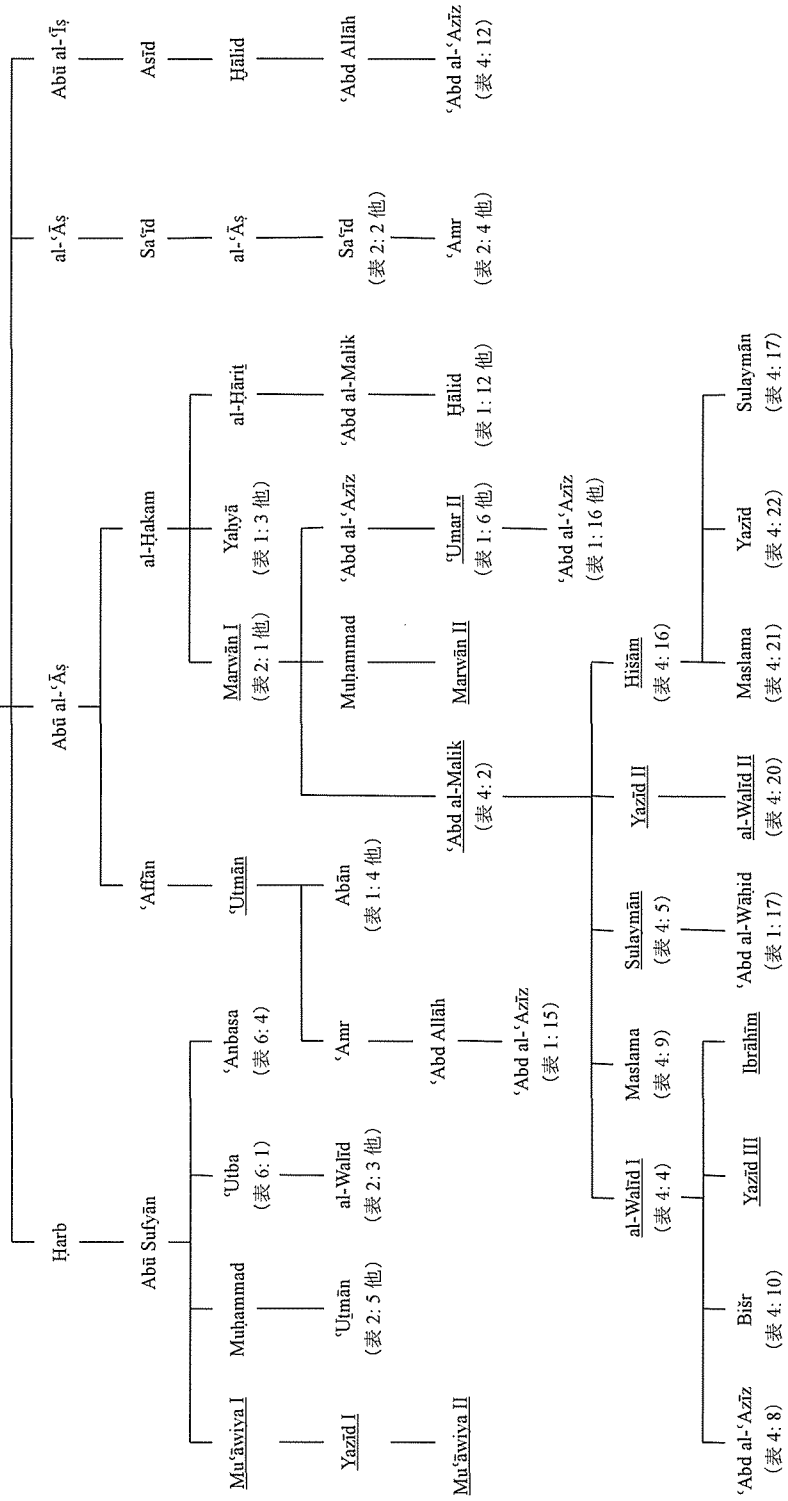 Ḥarb
Abū al-ʿĀṣ
al-ʿĀṣ
Abū al-ʿĪṣ
Abū Sufyān
ʿAffān
al-Ḥakam
Saʿīd
Asīd
Muʿāwiya I
Muḥammad
ʿUtba
(表 6: 1)
ʿAnbasa
(表 6: 4)
ʿUṯmān
Marwān I
(表 2: 1 他)
Yaḥyā
(表 1: 3 他)
al-Ḥāriṯ
al-ʿĀṣ
Ḫālid
Yazīd I
ʿUṯmān
(表 2: 5 他)
al-Walīd
(表 2: 3 他)
ʿAmr
Abān
(表 1: 4 他)
Muḥammad
ʿAbd al-ʿAzīz
ʿAbd al-Malik
Saʿīd
(表 2: 2 他)
ʿAbd Allāh
Muʿāwiya II
ʿAbd Allāh
ʿAbd al-Malik
(表 4: 2)
Marwān II
ʿUmar II
(表 1: 6 他)
Ḫālid
(表 1: 12 他)
ʿAmr
(表 2: 4 他)
ʿAbd al-ʿAzīz
(表 4: 12)
ʿAbd al-ʿAzīz
(表 1: 15)
ʿAbd al-ʿAzīz
(表 1: 16 他)
al-Walīd I
(表 4: 4)
Maslama
(表 4: 9)
Sulaymān
(表 4: 5)
Yazīd II
Hišām
(表 4: 16)
ʿAbd al-ʿAzīz
(表 4: 8)
Bišr
(表 4: 10)
Yazīd III
Ibrāhīm
ʿAbd al-Wāḥid
(表 1: 17)
al-Walīd II
(表 4: 20)
Maslama
(表 4: 21)
Yazīd
(表 4: 22)
Sulaymān
(表 4: 17)